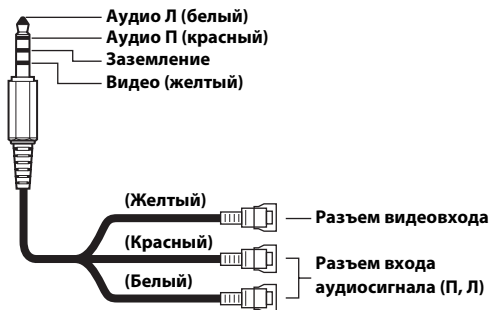 Аудио Л (белый)
Аудио П (красный)
Заземление
Видео (желтый)
(Желтый)
Разъем видеовхода
(Красный)
Разъем входа
аудиосигнала (П, Л)
(Белый)